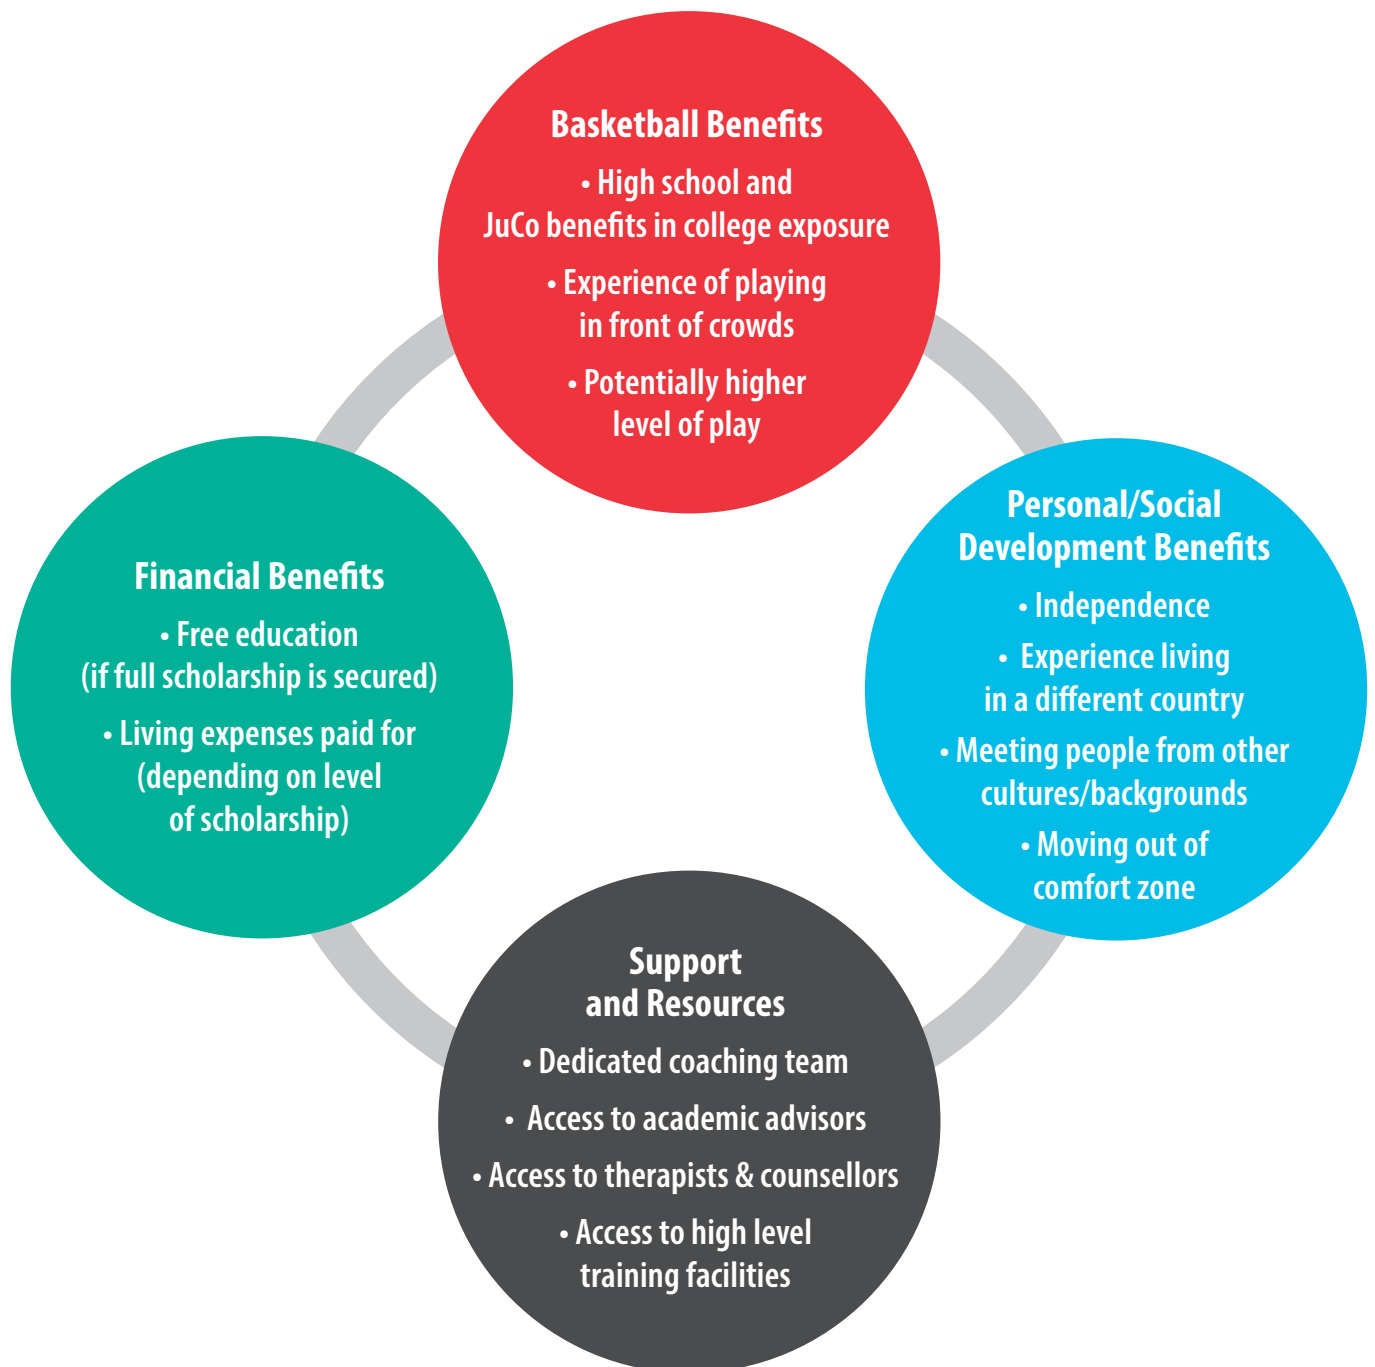 Basketball Benefits
• High school and
JuCo benefits in college exposure
• Experience of playing
in front of crowds
• Potentially higher
level of play
Financial Benefits
• Free education
(if full scholarship is secured)
• Living expenses paid for
(depending on level
of scholarship)
Personal/Social
Development Benefits
• Independence
• Experience living
in a different country
• Meeting people from other
cultures/backgrounds
• Moving out of
comfort zone
Support
and Resources
• Dedicated coaching team
• Access to academic advisors
• Access to therapists & counsellors
• Access to high level
training facilities